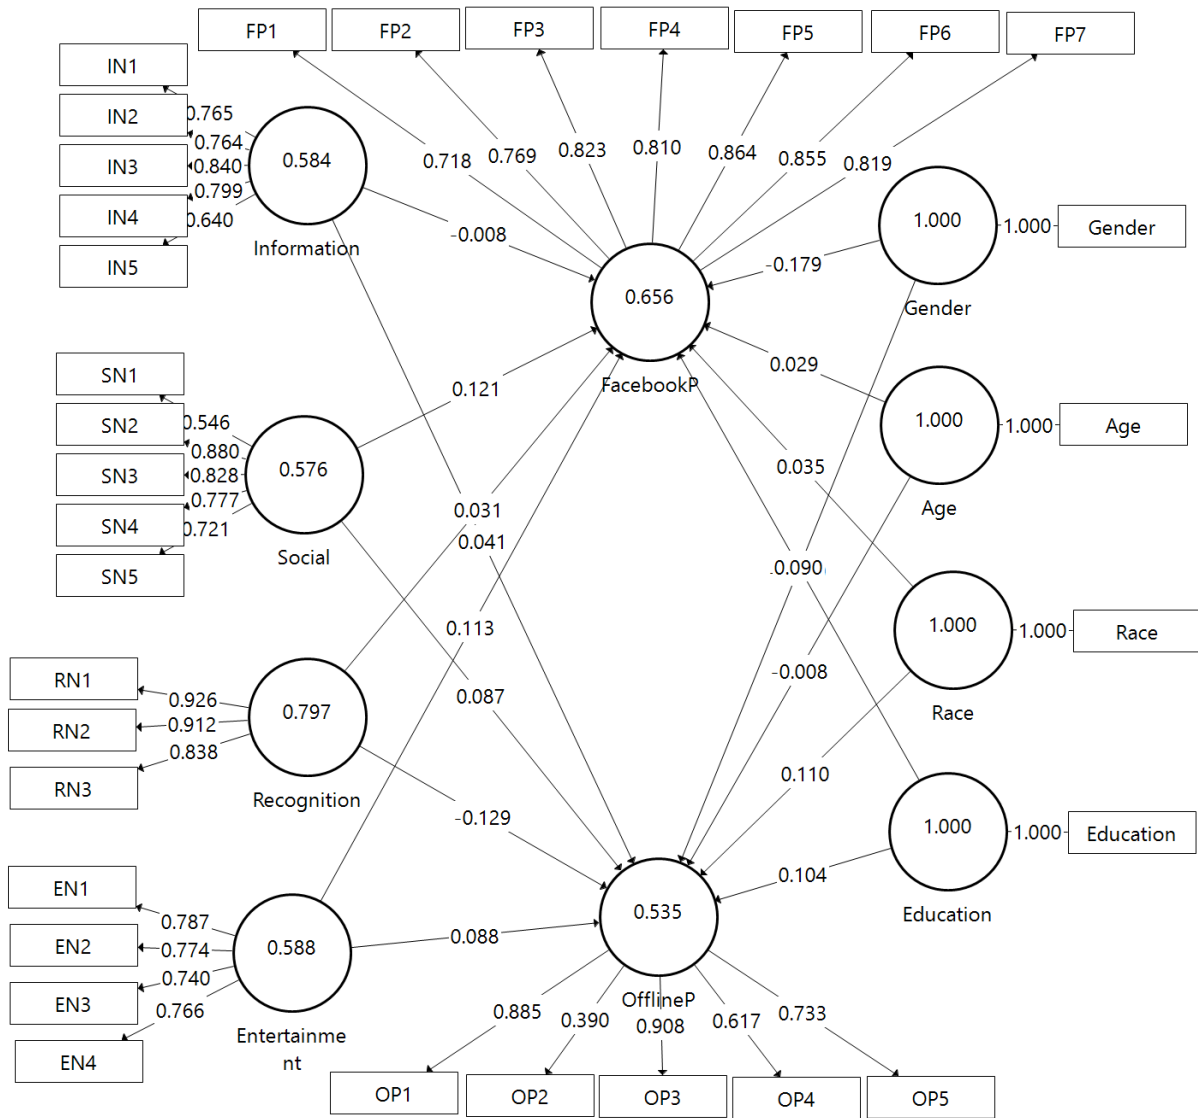 FP1
FP2
FP3
FP4
FP5
FP6
FP7
IN1
IN2
IN3
IN4
IN5
0.765
0.764
0.840
0.799
0.640
0.584
Information
0.718
0.769
0.823
0.810
0.864
0.855
0.819
-0.008
0.656
FacebookP
-0.179
1.000
Gender
1.000
Gender
SN1
SN2
SN3
SN4
SN5
0.546
0.880
0.828
0.777
0.721
0.576
Social
0.121
0.029
1.000
Age
1.000
Age
0.035
0.031
0.041
-0.090
1.000
Race
1.000
Race
0.113
0.087
-0.008
0.110
RN1
RN2
RN3
0.926
0.912
0.838
0.797
Recognition
-0.129
1.000
Education
1.000
Education
0.104
EN1
EN2
EN3
EN4
0.787
0.774
0.740
0.766
0.588
Entertainme
nt
0.088
0.535
OfflineP
0.885
0.390
0.908
0.617
0.733
OP1
OP2
OP3
OP4
OP5